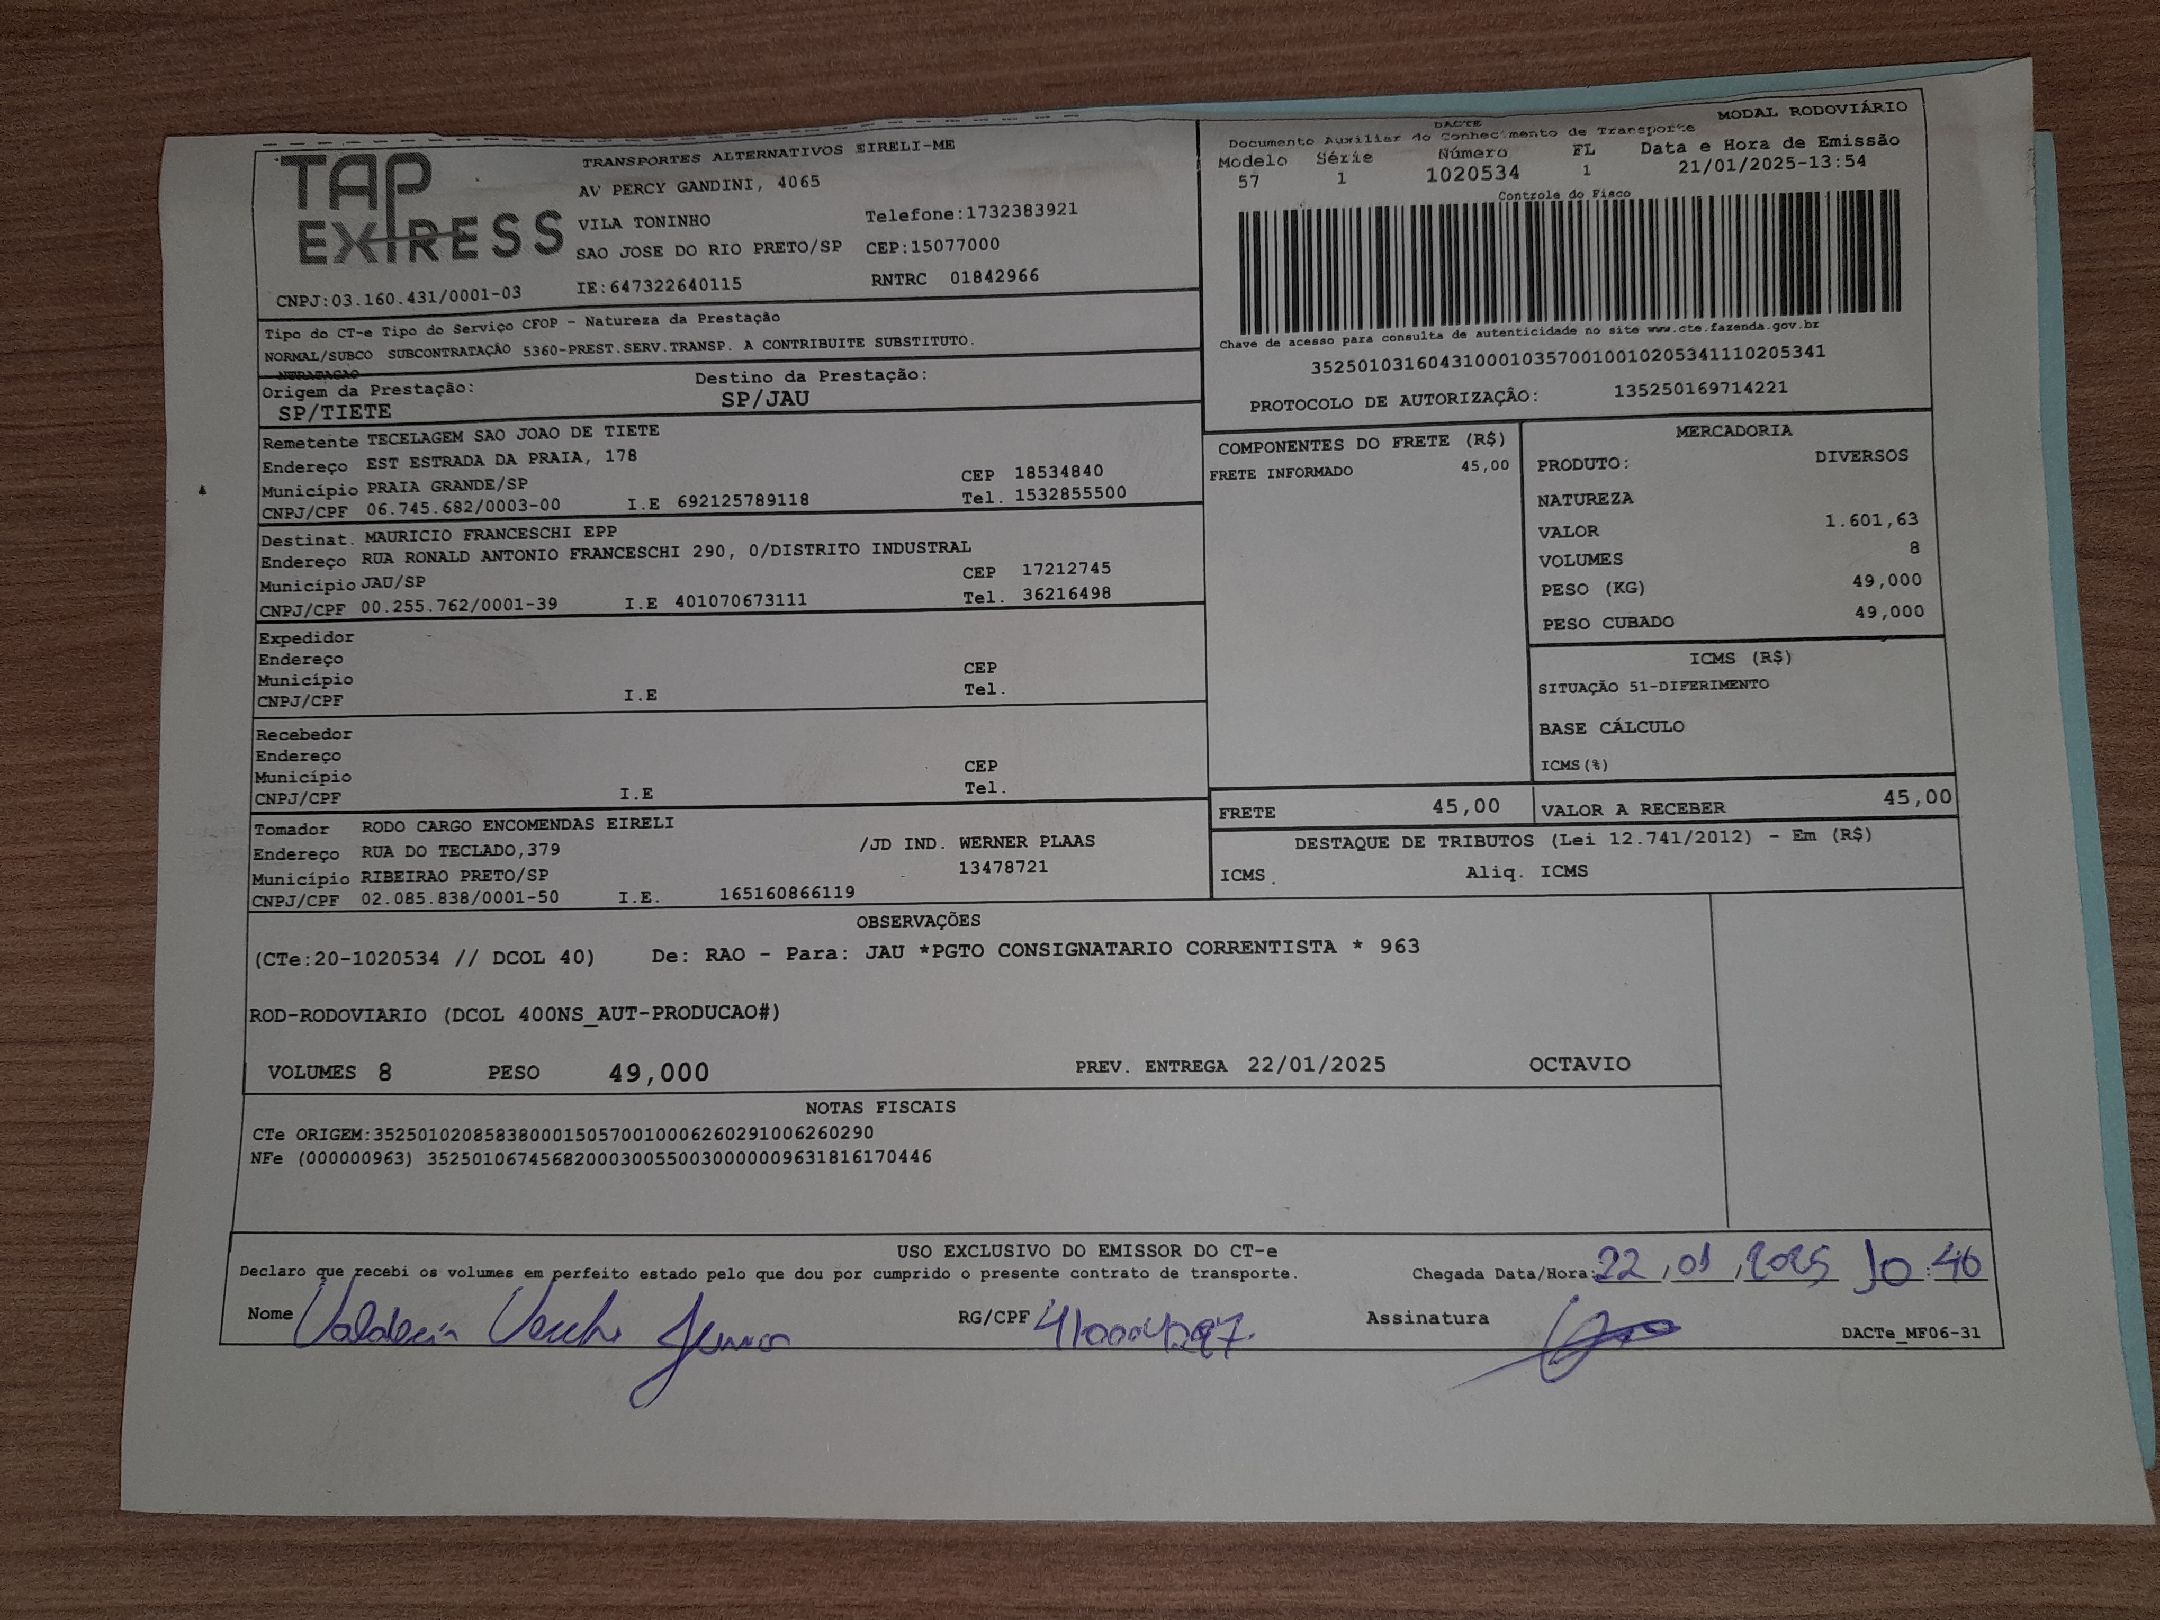 TAP EXPRESS
TRANSPORTES ALTERNATIVOS EIRELI-ME
AV PERCY GANDINI, 4065
VILA TONINHO Telefone:1732383921
SAO JOSE DO RIO PRETO/SP CEP:15077000
CNPJ:03.160.431/0001-03 IE:647322640115 RNTRC 01842966
MODAL RODOVIÁRIO
DACTE
Documento Auxiliar do Conhecimento de Transporte
Modelo Série Número FL Data e Hora de Emissão
57 1 1020534 1 21/01/2025-13:54
Controle do Fisco
Chave de acesso para consulta de autenticidade no site www.cte.fazenda.gov.br
35250103160431000103570010010205341110205341
PROTOCOLO DE AUTORIZAÇÃO: 135250169714221
Tipo do CT-e Tipo do Serviço CFOP - Natureza da Prestação
NORMAL/SUBCO SUBCONTRATAÇÃO 5360-PREST.SERV.TRANSP. A CONTRIBUITE SUBSTITUTO.
NTRATACAO
Origem da Prestação: Destino da Prestação:
SP/TIETE SP/JAU
Remetente TECELAGEM SAO JOAO DE TIETE
Endereço EST ESTRADA DA PRAIA, 178
Município PRAIA GRANDE/SP CEP 18534840
CNPJ/CPF 06.745.682/0003-00 I.E 692125789118 Tel. 1532855500
Destinat. MAURICIO FRANCESCHI EPP
Endereço RUA RONALD ANTONIO FRANCESCHI 290, 0/DISTRITO INDUSTRAL
Município JAU/SP CEP 17212745
CNPJ/CPF 00.255.762/0001-39 I.E 401070673111 Tel. 36216498
Expedidor
Endereço
Município CEP
CNPJ/CPF I.E Tel.
Recebedor
Endereço
Município CEP
CNPJ/CPF I.E Tel.
Tomador RODO CARGO ENCOMENDAS EIRELI
Endereço RUA DO TECLADO,379 /JD IND. WERNER PLAAS
Município RIBEIRAO PRETO/SP 13478721
CNPJ/CPF 02.085.838/0001-50 I.E. 165160866119
COMPONENTES DO FRETE (R$)
FRETE INFORMADO 45,00
MERCADORIA
PRODUTO: DIVERSOS
NATUREZA
VALOR 1.601,63
VOLUMES 8
PESO (KG) 49,000
PESO CUBADO 49,000
ICMS (R$)
SITUAÇÃO 51-DIFERIMENTO
BASE CÁLCULO
ICMS(%)
FRETE 45,00 VALOR A RECEBER 45,00
DESTAQUE DE TRIBUTOS (Lei 12.741/2012) - Em (R$)
ICMS. Aliq. ICMS
OBSERVAÇÕES
(CTe:20-1020534 // DCOL 40) De: RAO - Para: JAU *PGTO CONSIGNATARIO CORRENTISTA * 963
ROD-RODOVIARIO (DCOL 400NS_AUT-PRODUCAO#)
VOLUMES 8 PESO 49,000 PREV. ENTREGA 22/01/2025 OCTAVIO
NOTAS FISCAIS
CTe ORIGEM:35250102085838000150570010006260291006260290
NFe (000000963) 35250106745682000300550030000009631816170446
USO EXCLUSIVO DO EMISSOR DO CT-e
Declaro que recebi os volumes em perfeito estado pelo que dou por cumprido o presente contrato de transporte. Chegada Data/Hora: 22,01,2025 10:46
Nome RG/CPF Assinatura
DACTe_MF06-31